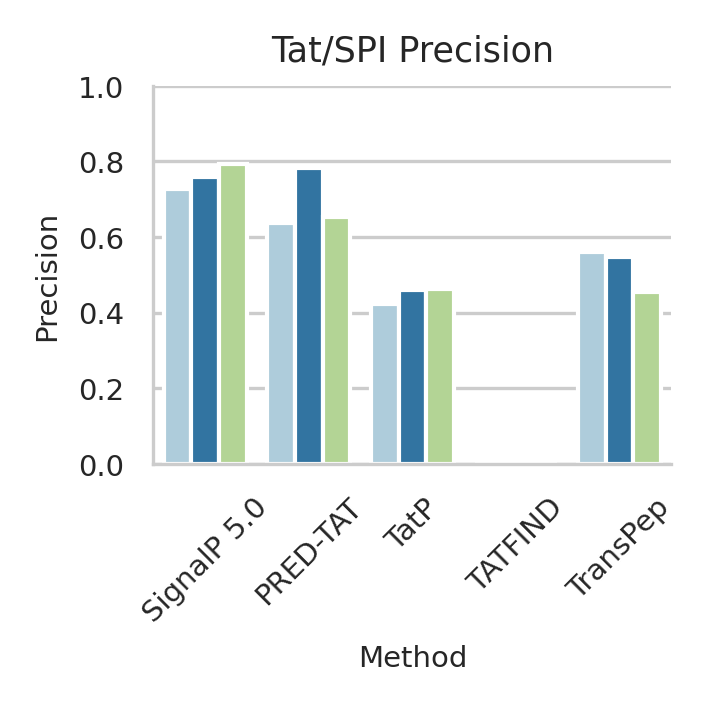 Tat/SPI Precision
1.0
0.8
0.6
0.4
0.2
0.0
Precision
SignalP 5.0
PRED-TAT
TatP
TATFIND
TransPep
Method